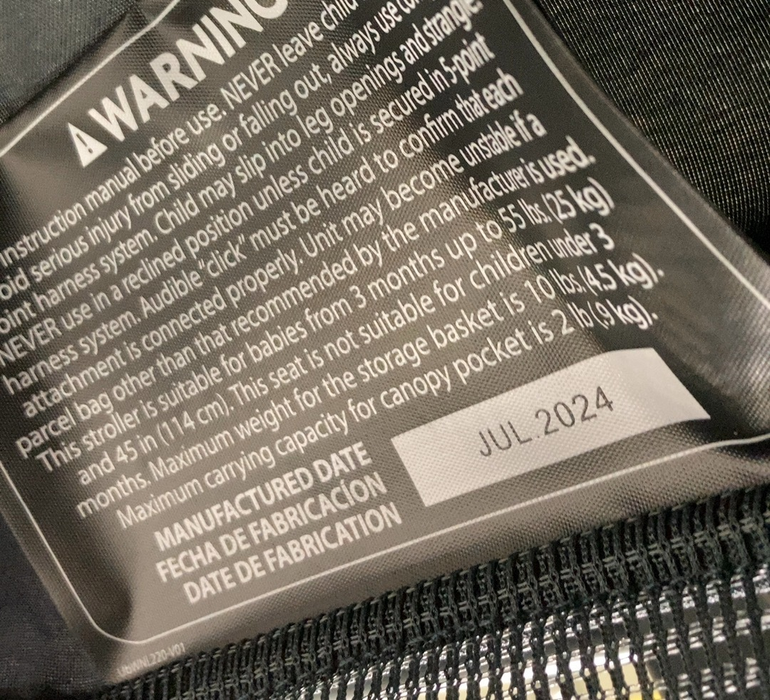 WARNING
instruction manual before use. NEVER leave child
oid serious injury from sliding or falling out, always use
oint harness system. Child may slip into leg openings and strangle.
NEVER use in a reclined position unless child is secured in 5-point
harness system. Audible "click" must be heard to confirm that each
attachment is connected properly. Unit may become unstable if a
parcel bag other than that recommended by the manufacturer is used.
This stroller is suitable for babies from 3 months up to 55 lbs. (25 kg)
and 45 in (114 cm). This seat is not suitable for children under 3
months. Maximum weight for the storage basket is 10 lbs. (4.5 kg).
Maximum carrying capacity for canopy pocket is 2 lb (.9 kg).
MANUFACTURED DATE
FECHA DE FABRICACÍON
DATE DE FABRICATION
JUL.2024